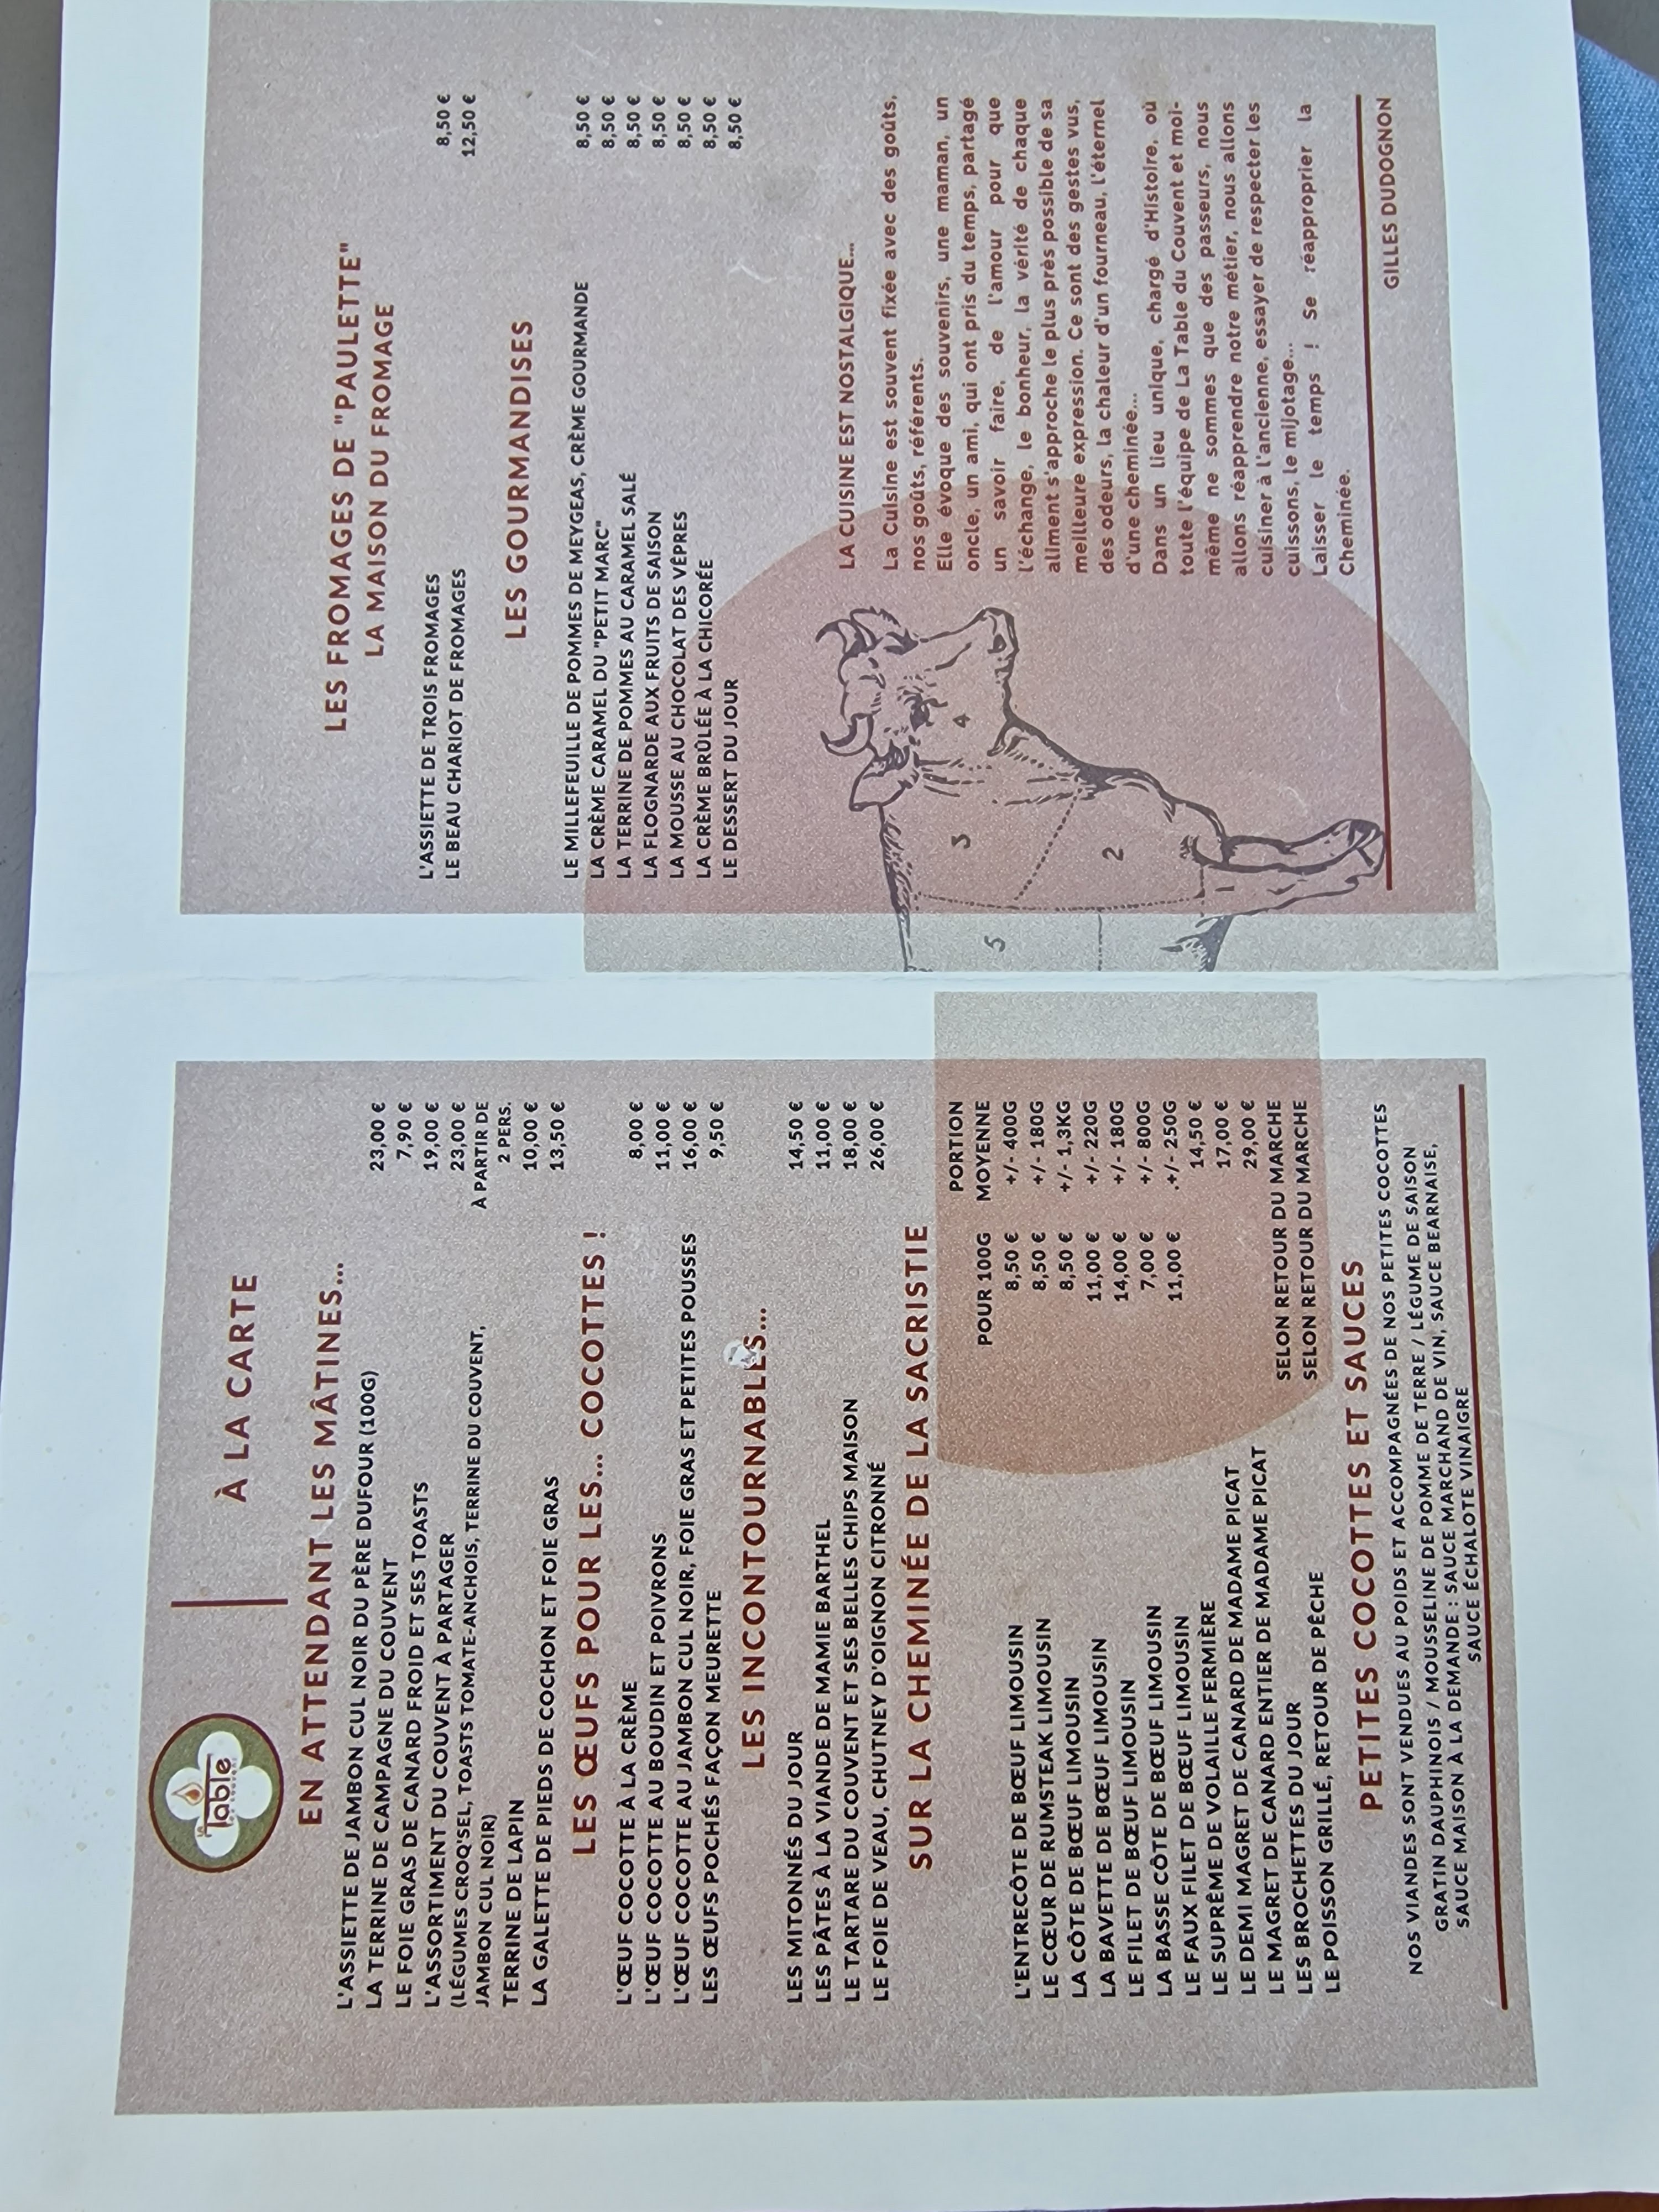 La Table
À LA CARTE
EN ATTENDANT LES MÂTINES...
L'ASSIETTE DE JAMBON CUL NOIR DU PÈRE DUFOUR (100G) 23,00 €
LA TERRINE DE CAMPAGNE DU COUVENT 7,90 €
LE FOIE GRAS DE CANARD FROID ET SES TOASTS 19,00 €
L'ASSORTIMENT DU COUVENT À PARTAGER 23,00 €
(LÉGUMES CROQ'SEL, TOASTS TOMATE-ANCHOIS, TERRINE DU COUVENT, À PARTIR DE
JAMBON CUL NOIR) 2 PERS.
TERRINE DE LAPIN 10,00 €
LA GALETTE DE PIEDS DE COCHON ET FOIE GRAS 13,50 €
LES ŒUFS POUR LES... COCOTTES !
L'ŒUF COCOTTE À LA CRÈME 8,00 €
L'ŒUF COCOTTE AU BOUDIN ET POIVRONS 11,00 €
L'ŒUF COCOTTE AU JAMBON CUL NOIR, FOIE GRAS ET PETITES POUSSES 16,00 €
LES ŒUFS POCHÉS FAÇON MEURETTE 9,50 €
LES INCONTOURNABLES...
LES MITONNÉS DU JOUR 14,50 €
LES PÂTES À LA VIANDE DE MAMIE BARTHEL 11,00 €
LE TARTARE DU COUVENT ET SES BELLES CHIPS MAISON 18,00 €
LE FOIE DE VEAU, CHUTNEY D'OIGNON CITRONNÉ 26,00 €
SUR LA CHEMINÉE DE LA SACRISTIE
PORTION
POUR 100G MOYENNE
L'ENTRECÔTE DE BŒUF LIMOUSIN 8,50 € +/- 400G
LE CŒUR DE RUMSTEAK LIMOUSIN 8,50 € +/- 180G
LA CÔTE DE BŒUF LIMOUSIN 8,50 € +/- 1,3KG
LA BAVETTE DE BŒUF LIMOUSIN 11,00 € +/- 220G
LE FILET DE BŒUF LIMOUSIN 14,00 € +/- 180G
LA BASSE CÔTE DE BŒUF LIMOUSIN 7,00 € +/- 800G
LE FAUX FILET DE BŒUF LIMOUSIN 11,00 € .+/- 250G
LE SUPRÊME DE VOLAILLE FERMIÈRE 14,50 €
LE DEMI MAGRET DE CANARD DE MADAME PICAT 17,00 €
LE MAGRET DE CANARD ENTIER DE MADAME PICAT 29,00 €
LES BROCHETTES DU JOUR SELON RETOUR DU MARCHE
LE POISSON GRILLÉ, RETOUR DE PÊCHE SELON RETOUR DU MARCHE
PETITES COCOTTES ET SAUCES
NOS VIANDES SONT VENDUES AU POIDS ET ACCOMPAGNÉES DE NOS PETITES COCOTTES
GRATIN DAUPHINOIS / MOUSSELINE DE POMME DE TERRE / LÉGUME DE SAISON
SAUCE MAISON À LA DEMANDE : SAUCE MARCHAND DE VIN, SAUCE BEARNAISE,
SAUCE ÉCHALOTE VINAIGRE
LES FROMAGES DE "PAULETTE"
LA MAISON DU FROMAGE
L'ASSIETTE DE TROIS FROMAGES 8,50 €
LE BEAU CHARIOT DE FROMAGES 12,50 €
LES GOURMANDISES
LE MILLEFEUILLE DE POMMES DE MEYGEAS, CRÈME GOURMANDE 8,50 €
LA CRÈME CARAMEL DU "PETIT MARC" 8,50 €
LA TERRINE DE POMMES AU CARAMEL SALÉ 8,50 €
LA FLOGNARDE AUX FRUITS DE SAISON 8,50 €
LA MOUSSE AU CHOCOLAT DES VÊPRES 8,50 €
LA CRÈME BRÛLÉE À LA CHICORÉE 8,50 €
LE DESSERT DU JOUR 8,50 €
LA CUISINE EST NOSTALGIQUE...
La Cuisine est souvent fixée avec des goûts,
nos goûts, référents.
Elle évoque des souvenirs, une maman, un
oncle, un ami, qui ont pris du temps, partagé
un savoir faire, de l'amour pour que
l'échange, le bonheur, la vérité de chaque
aliment s'approche le plus près possible de sa
meilleure expression. Ce sont des gestes vus,
des odeurs, la chaleur d'un fourneau, l'éternel
d'une cheminée...
Dans un lieu unique, chargé d'Histoire, où
toute l'équipe de La Table du Couvent et moi-
même ne sommes que des passeurs, nous
allons réapprendre notre métier, nous allons
cuisiner à l'ancienne, essayer de respecter les
cuissons, le mijotage...
Laisser le temps ! Se réapproprier la
Cheminée.
GILLES DUDOGNON
4
3
2
1
5